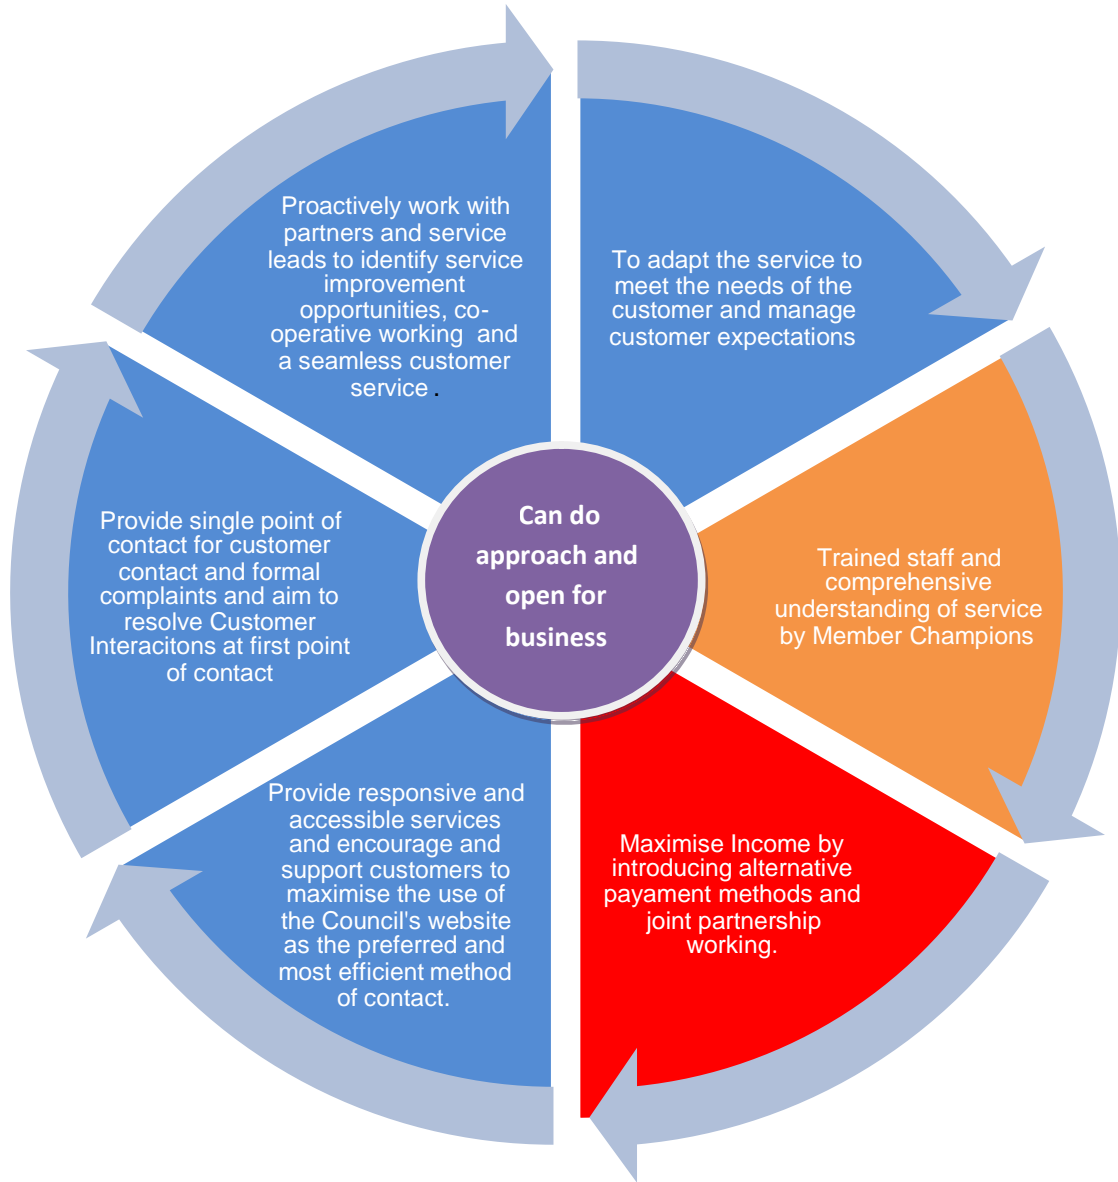 Proactively work with
partners and service
leads to identify service
improvement
opportunities, co-
operative working and
a seamless customer
service .
To adapt the service to
meet the needs of the
customer and manage
customer expectations
Trained staff and
comprehensive
understanding of service
by Member Champions
Maximise Income by
introducing alternative
payament methods and
joint partnership
working.
Provide responsive and
accessible services
and encourage and
support customers to
maximise the use of
the Council's website
as the preferred and
most efficient method
of contact.
Provide single point of
contact for customer
contact and formal
complaints and aim to
resolve Customer
Interacitons at first point
of contact
Can do
approach and
open for
business